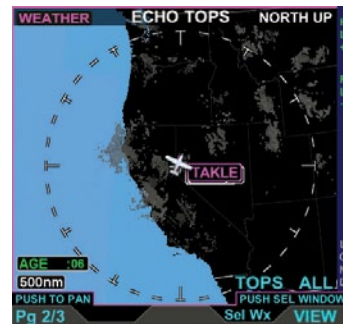 WEATHER ECHO TOPS NORTH UP
TAKLE
AGE :06
500nm TOPS ALL
PUSH TO PAN PUSH SEL WINDOW
Pg 2/3 Sel Wx VIEW